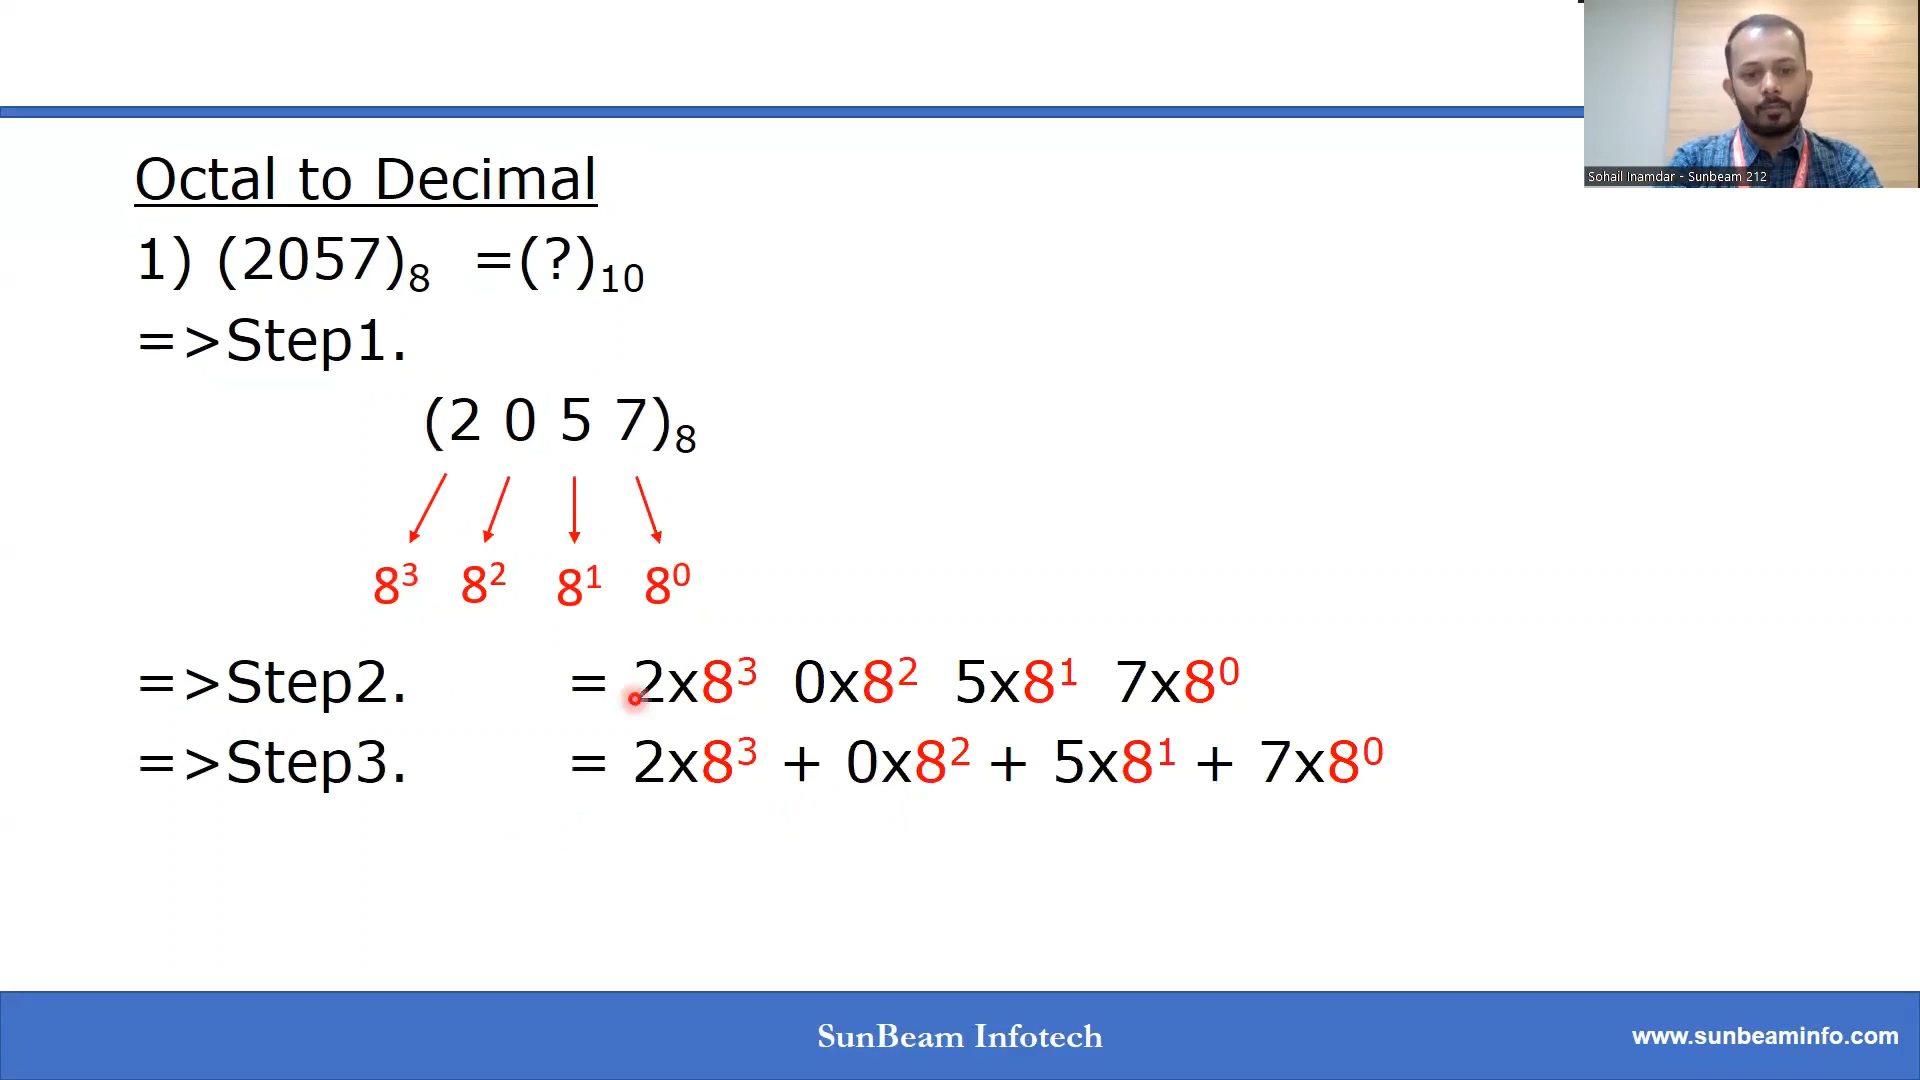 Sohail Inamdar - Sunbeam 212
Octal to Decimal
1) (2057)₈ =(?)₁₀
=>Step1.
(2 0 5 7)₈
8³ 8² 8¹ 8⁰
=>Step2. = 2x8³ 0x8² 5x8¹ 7x8⁰
=>Step3. = 2x8³ + 0x8² + 5x8¹ + 7x8⁰
SunBeam Infotech
www.sunbeaminfo.com